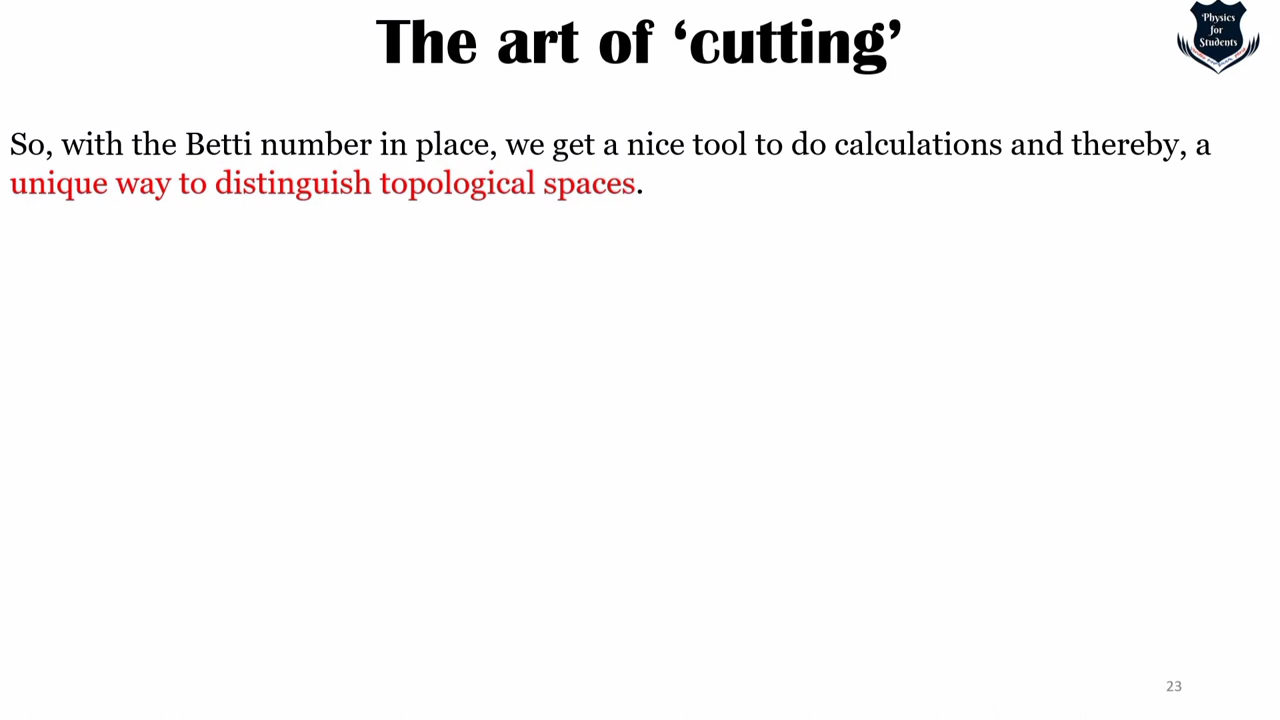 The art of ‘cutting’
Physics
for
Students
So, with the Betti number in place, we get a nice tool to do calculations and thereby, a
unique way to distinguish topological spaces.
23